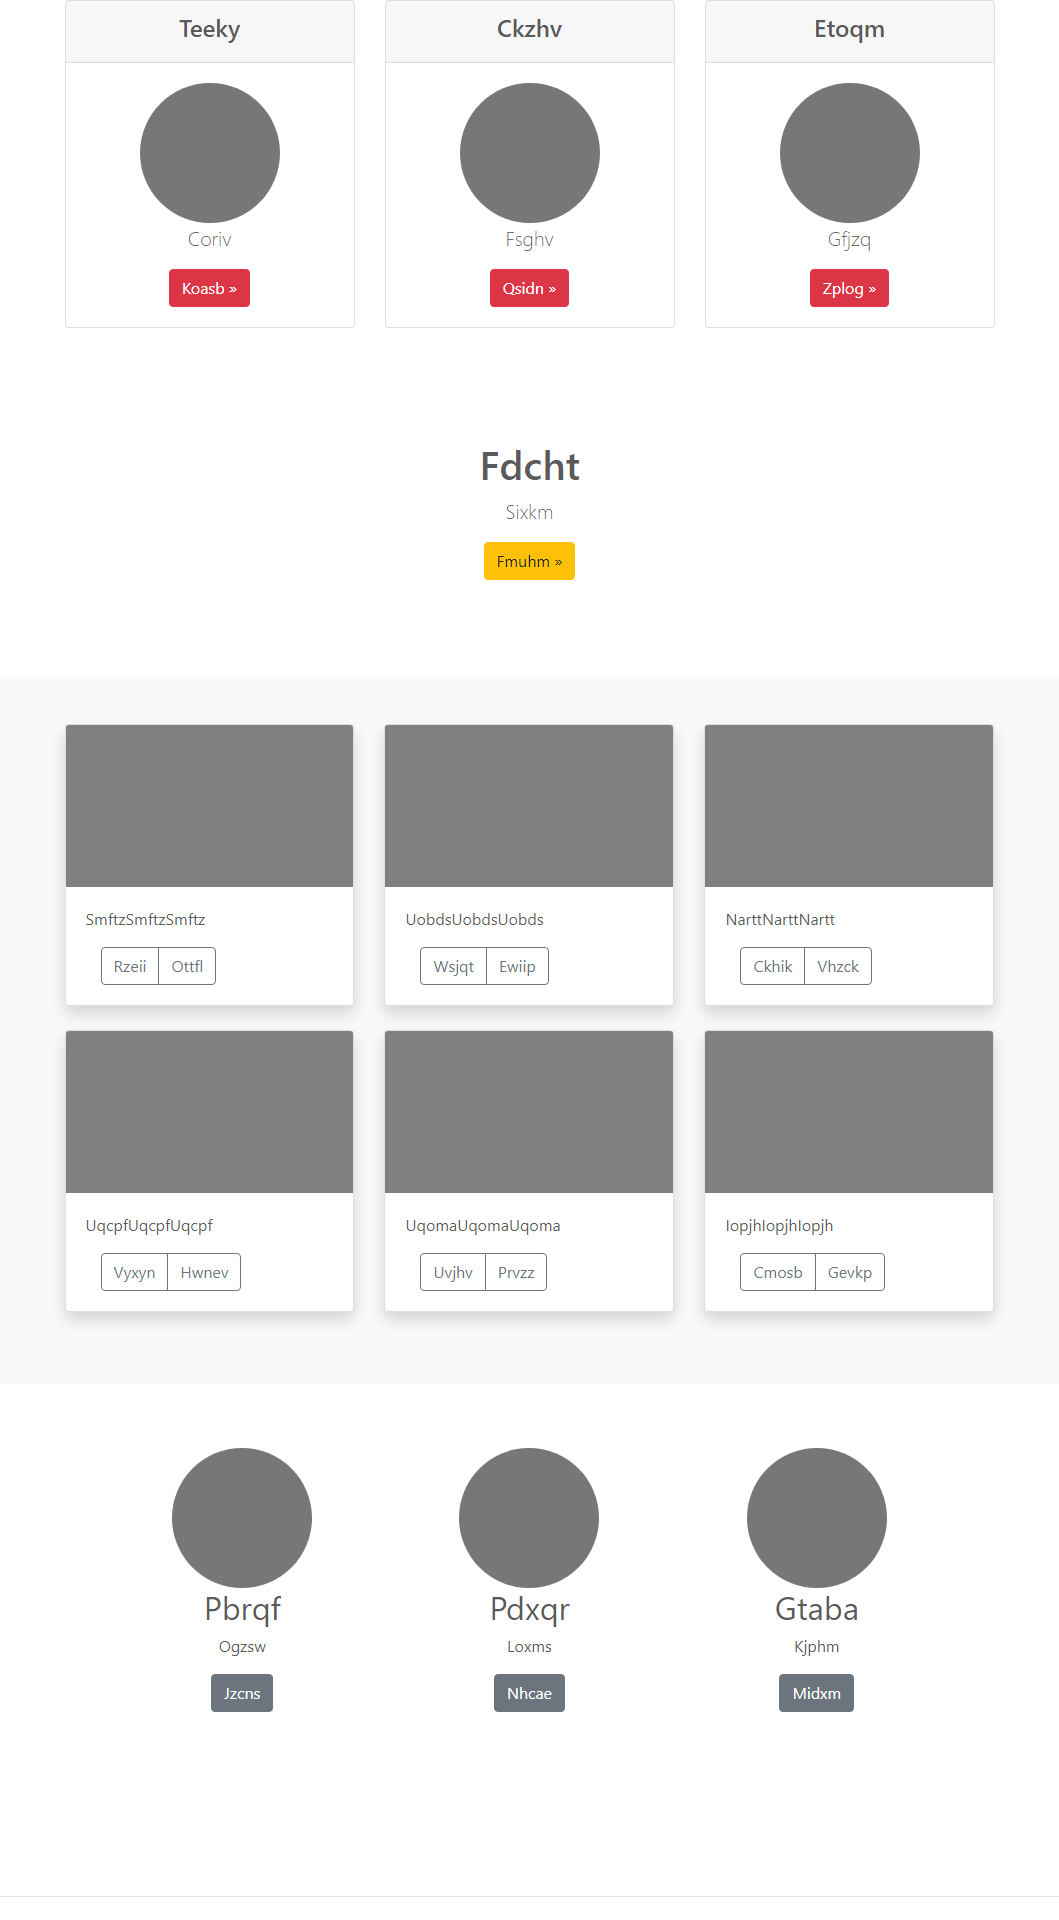 Teeky
Ckzhv
Etoqm
Coriv
Fsghv
Gfjzq
Koasb »
Qsidn »
Zplog »
Fdcht
Sixkm
Fmuhm »
SmftzSmftzSmftz
UobdsUobdsUobds
NarttNarttNartt
Rzeii Ottfl
Wsjqt Ewiip
Ckhik Vhzck
UqcpfUqcpfUqcpf
UqomaUqomaUqoma
IopjhIopjhIopjh
Vyxyn Hwnev
Uvjhv Prvzz
Cmosb Gevkp
Pbrqf
Pdxqr
Gtaba
Ogzsw
Loxms
Kjphm
Jzcns
Nhcae
Midxm